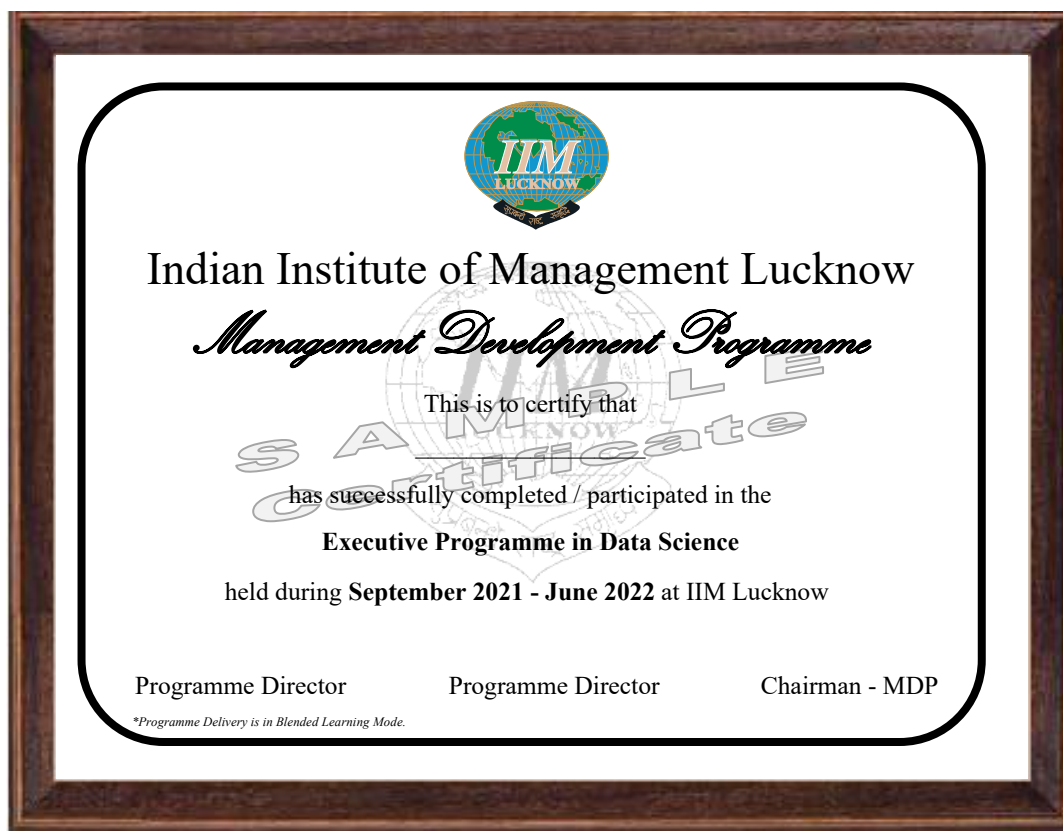 IIM
LUCKNOW
Indian Institute of Management Lucknow
Management Development Programme
SAMPLE
This is to certify that
IIM
LUCKNOW
Certificate
has successfully completed / participated in the
Executive Programme in Data Science
held during September 2021 - June 2022 at IIM Lucknow
Programme Director Programme Director Chairman - MDP
*Programme Delivery is in Blended Learning Mode.